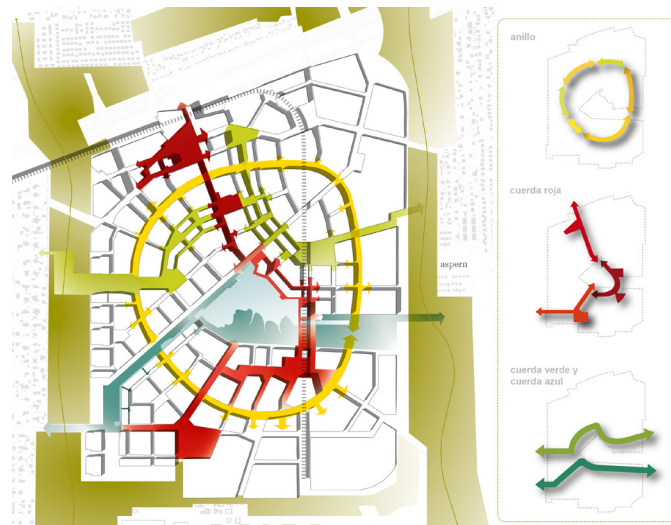 anillo
cuerda roja
aspern
cuerda verde y
cuerda azul